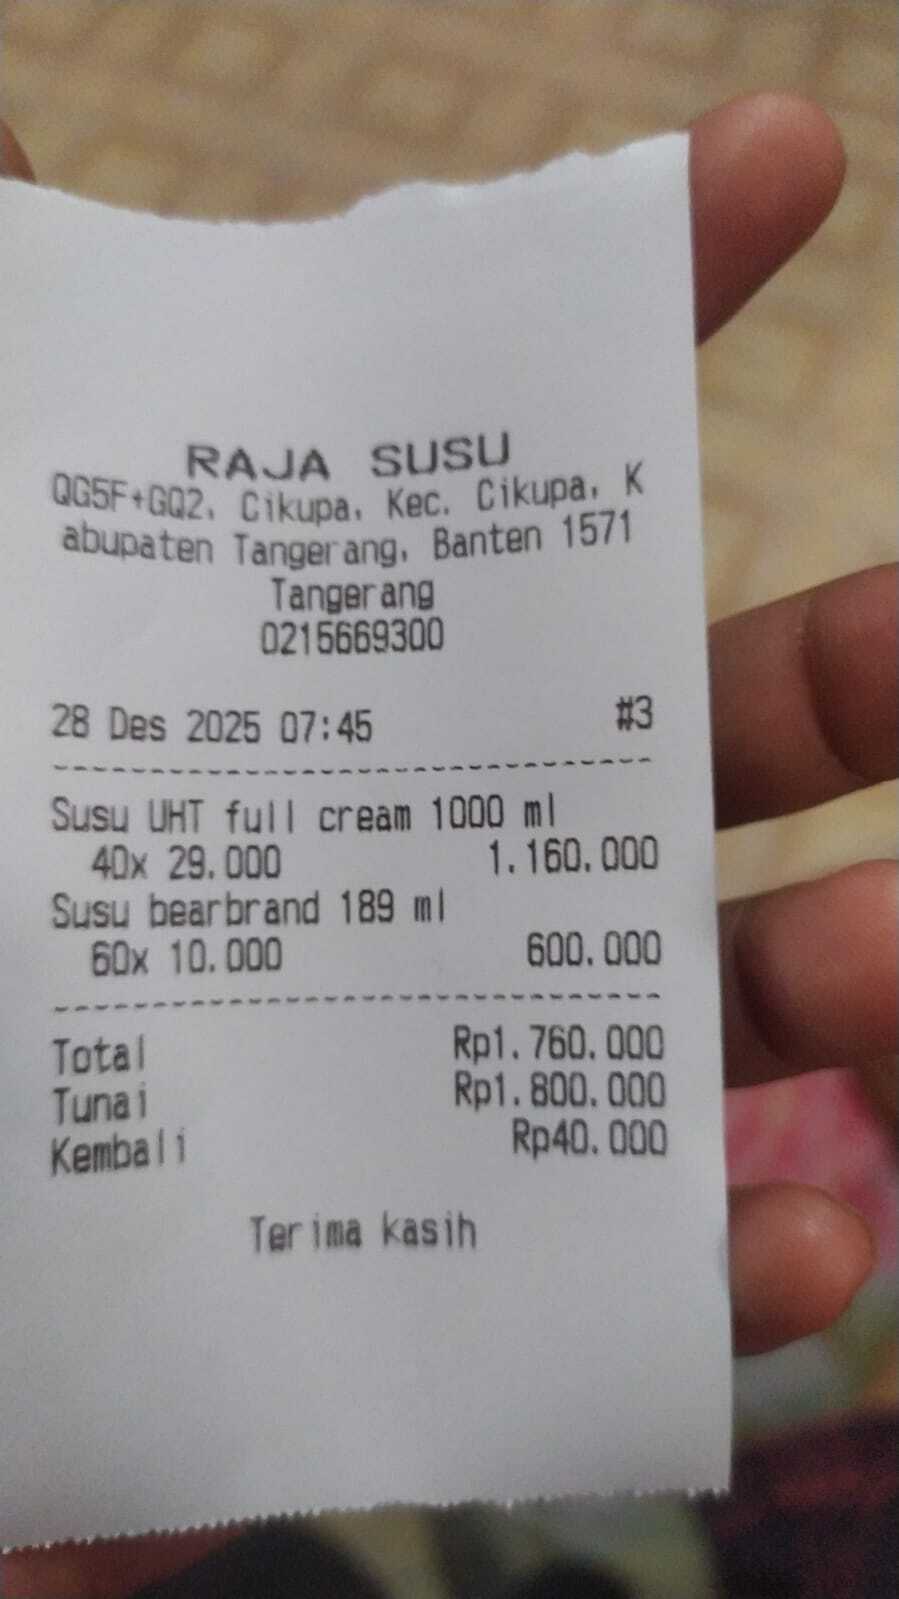 RAJA SUSU
QG5F+GQ2, Cikupa, Kec. Cikupa, K
abupaten Tangerang, Banten 1571
Tangerang
0215669300
28 Des 2025 07:45 #3
--------------------------------
Susu UHT full cream 1000 ml
40x 29.000 1.160.000
Susu bearbrand 189 ml
60x 10.000 600.000
--------------------------------
Total Rp1.760.000
Tunai Rp1.800.000
Kembali Rp40.000
Terima kasih